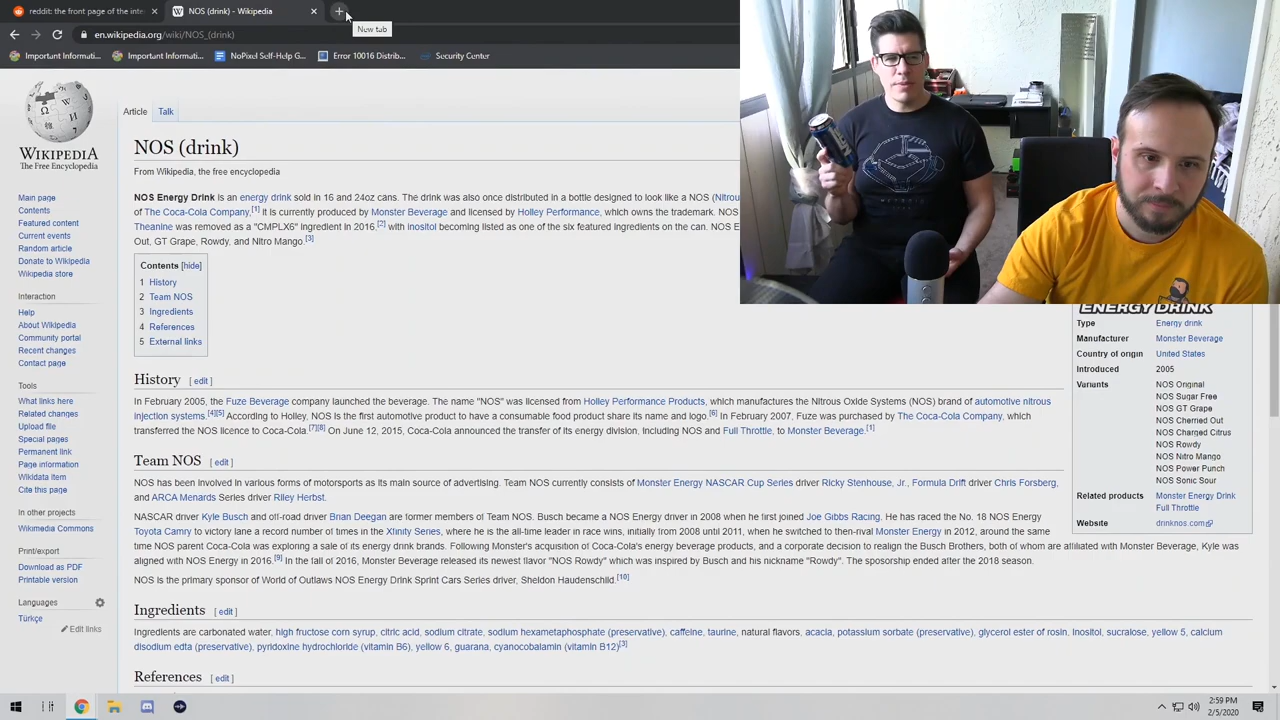 reddit: the front page of the inte
NOS (drink) - Wikipedia
New tab
en.wikipedia.org/wiki/NOS_(drink)
Important Informati...
Important Informati...
NoPixel Self-Help G...
Error 10016 Distrib...
Security Center
WIKIPEDIA
The Free Encyclopedia
Main page
Contents
Featured content
Current events
Random article
Donate to Wikipedia
Wikipedia store
Interaction
Help
About Wikipedia
Community portal
Recent changes
Contact page
Tools
What links here
Related changes
Upload file
Special pages
Permanent link
Page information
Wikidata item
Cite this page
In other projects
Wikimedia Commons
Print/export
Download as PDF
Printable version
Languages
Türkçe
Edit links
Article Talk
NOS (drink)
From Wikipedia, the free encyclopedia
NOS Energy Drink is an energy drink sold in 16 and 24oz cans. The drink was also once distributed in a bottle designed to look like a NOS (Nitrou
of The Coca-Cola Company,[1] it is currently produced by Monster Beverage and licensed by Holley Performance, which owns the trademark. NOS
Theanine was removed as a "CMPLX6" ingredient in 2016,[2] with inositol becoming listed as one of the six featured ingredients on the can. NOS E
Out, GT Grape, Rowdy, and Nitro Mango.[3]
Contents [hide]
1 History
2 Team NOS
3 Ingredients
4 References
5 External links
ENERGY DRINK
Type Energy drink
Manufacturer Monster Beverage
Country of origin United States
Introduced 2005
Variants NOS Original
NOS Sugar Free
NOS GT Grape
NOS Cherried Out
NOS Charged Citrus
NOS Rowdy
NOS Nitro Mango
NOS Power Punch
NOS Sonic Sour
Related products Monster Energy Drink
Full Throttle
Website drinknos.com
History [ edit ]
In February 2005, the Fuze Beverage company launched the beverage. The name "NOS" was licensed from Holley Performance Products, which manufactures the Nitrous Oxide Systems (NOS) brand of automotive nitrous
injection systems.[4][5] According to Holley, NOS is the first automotive product to have a consumable food product share its name and logo.[6] In February 2007, Fuze was purchased by The Coca-Cola Company, which
transferred the NOS licence to Coca-Cola.[7][8] On June 12, 2015, Coca-Cola announced the transfer of its energy division, including NOS and Full Throttle, to Monster Beverage.[1]
Team NOS [ edit ]
NOS has been involved in various forms of motorsports as its main source of advertising. Team NOS currently consists of Monster Energy NASCAR Cup Series driver Ricky Stenhouse, Jr., Formula Drift driver Chris Forsberg,
and ARCA Menards Series driver Riley Herbst.
NASCAR driver Kyle Busch and off-road driver Brian Deegan are former members of Team NOS. Busch became a NOS Energy driver in 2008 when he first joined Joe Gibbs Racing. He has raced the No. 18 NOS Energy
Toyota Camry to victory lane a record number of times in the Xfinity Series, where he is the all-time leader in race wins, initially from 2008 until 2011, when he switched to then-rival Monster Energy in 2012, around the same
time NOS parent Coca-Cola was exploring a sale of its energy drink brands. Following Monster's acquisition of Coca-Cola's energy beverage products, and a corporate decision to realign the Busch Brothers, both of whom are affiliated with Monster Beverage, Kyle was
aligned with NOS Energy in 2016.[9] In the fall of 2016, Monster Beverage released its newest flavor "NOS Rowdy" which was inspired by Busch and his nickname "Rowdy". The sposorship ended after the 2018 season.
NOS is the primary sponsor of World of Outlaws NOS Energy Drink Sprint Cars Series driver, Sheldon Haudenschild.[10]
Ingredients [ edit ]
Ingredients are carbonated water, high fructose corn syrup, citric acid, sodium citrate, sodium hexametaphosphate (preservative), caffeine, taurine, natural flavors, acacia, potassium sorbate (preservative), glycerol ester of rosin, inositol, sucralose, yellow 5, calcium
disodium edta (preservative), pyridoxine hydrochloride (vitamin B6), yellow 6, guarana, cyanocobalamin (vitamin B12)[3]
References [ edit ]
2:59 PM
2/5/2020